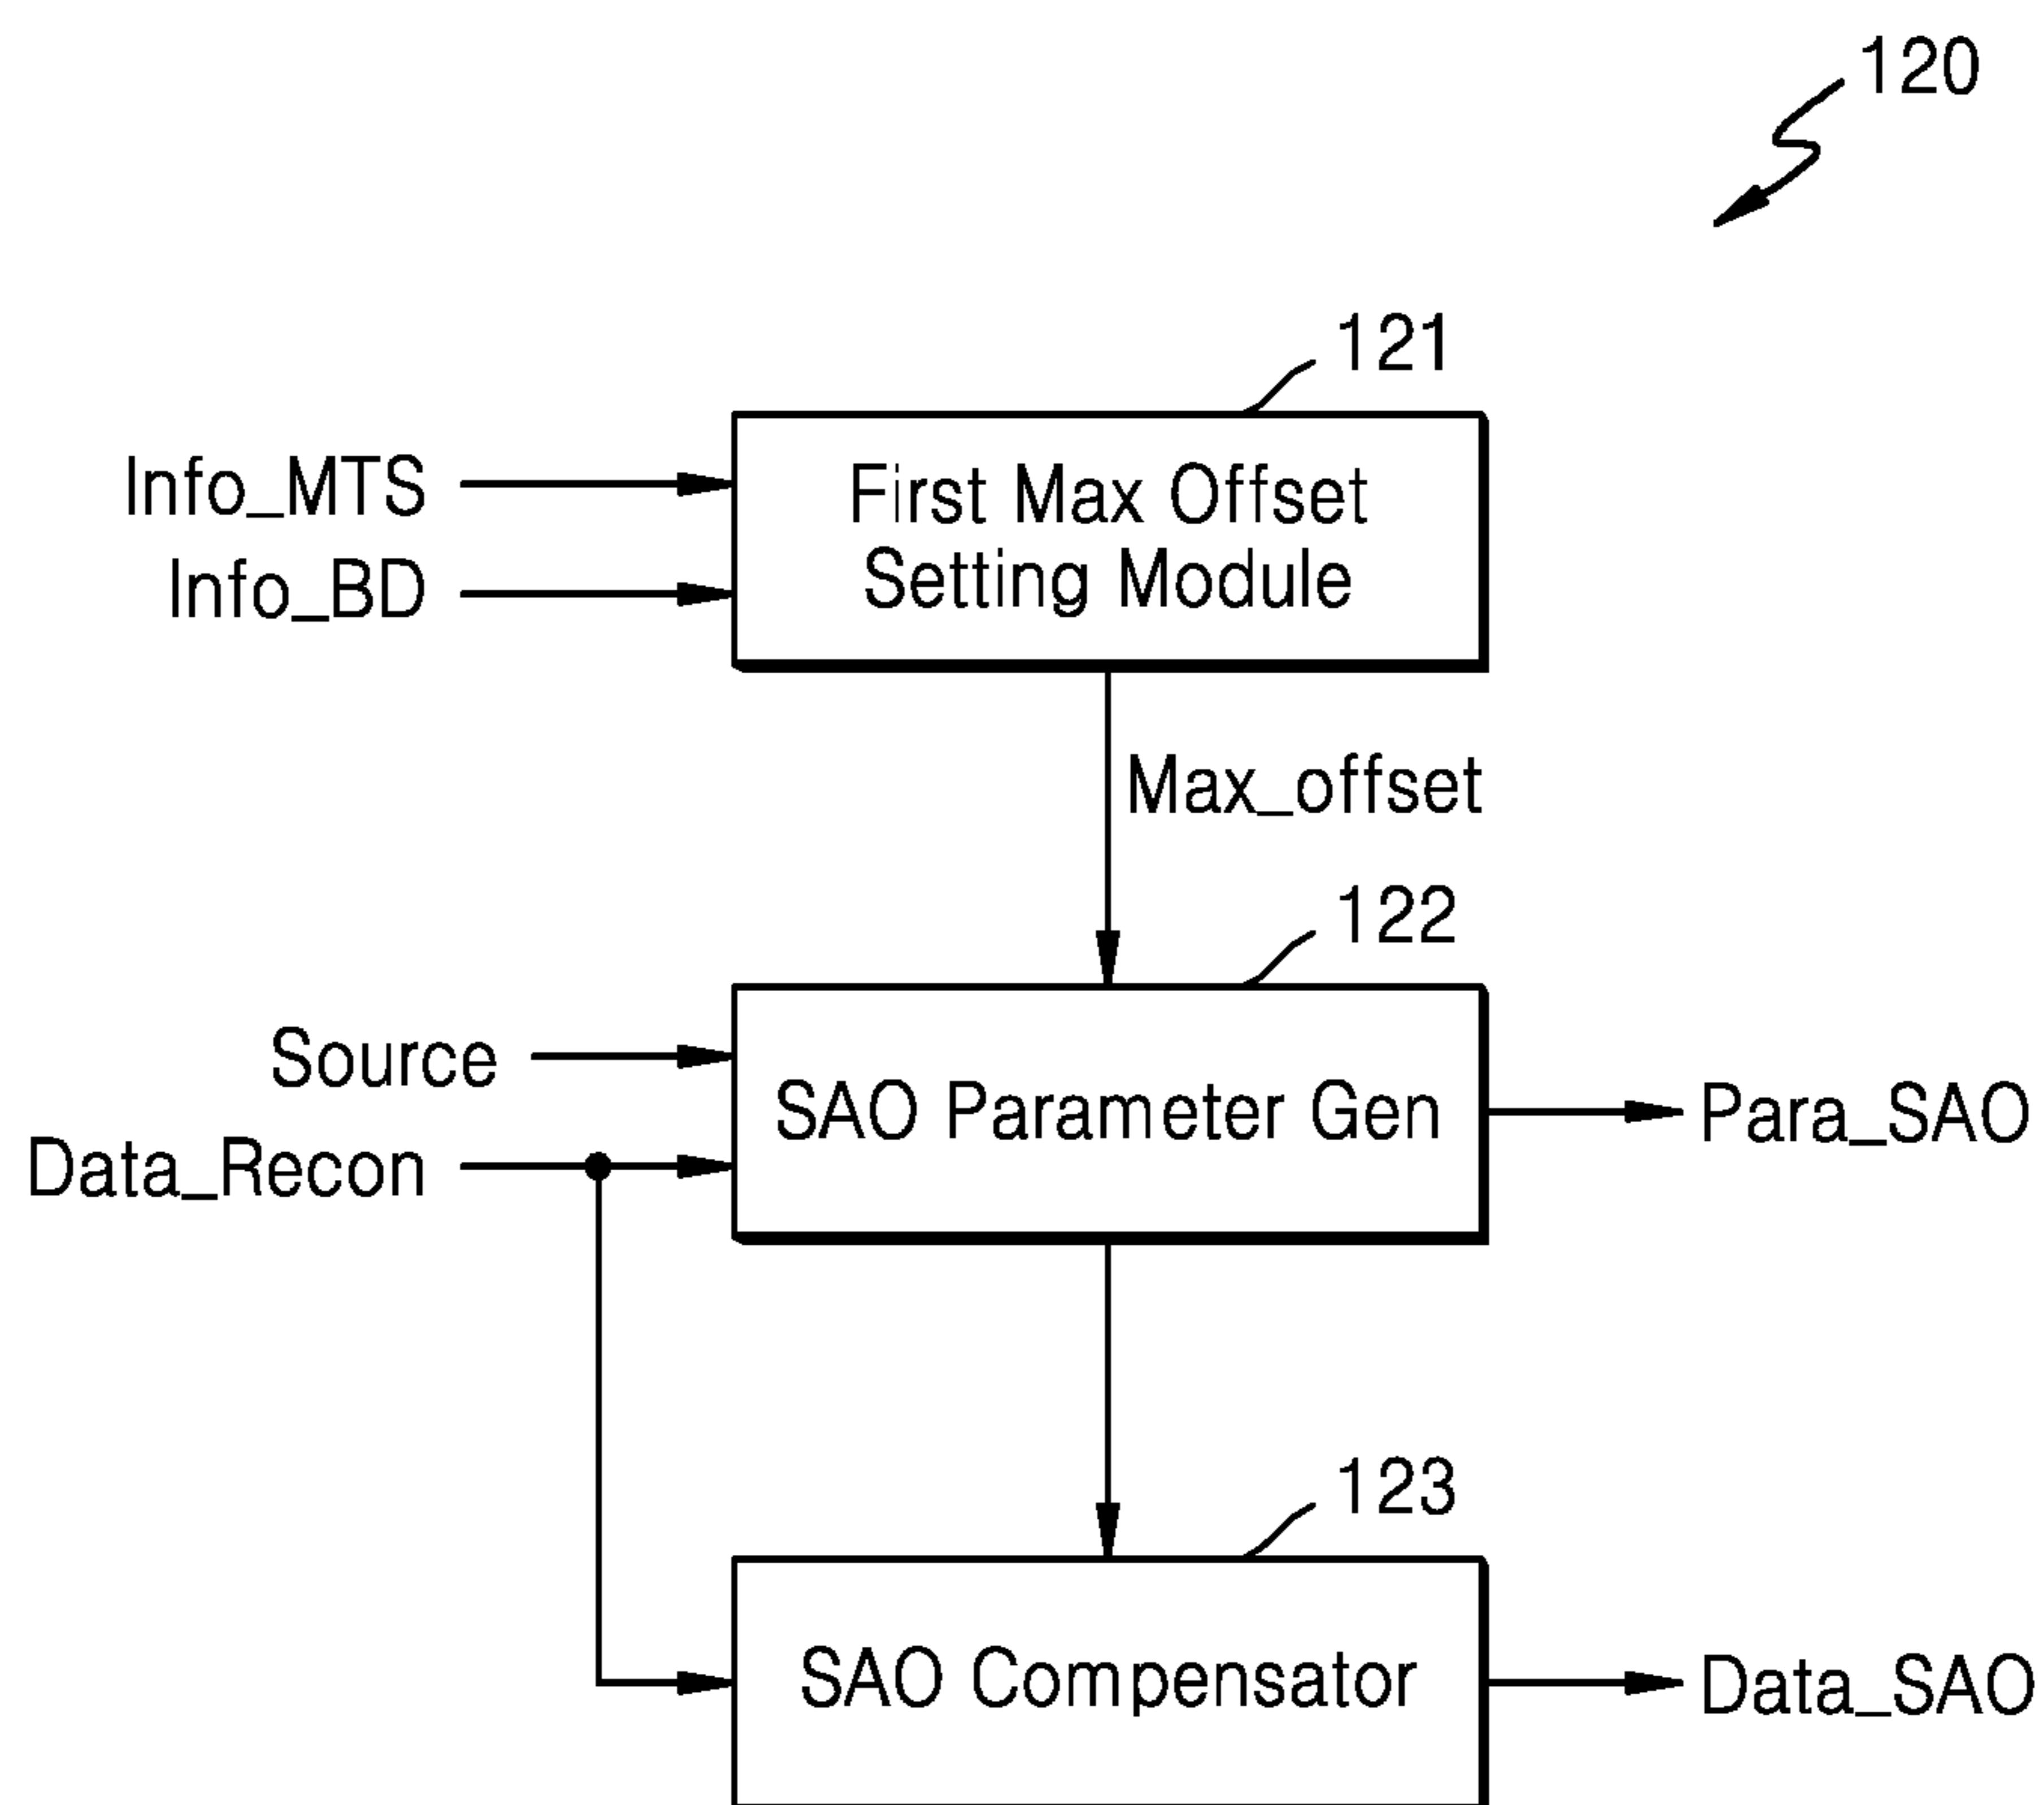 120
121
Info_MTS
First Max Offset
Info_BD
Setting Module
Max_offset
122
Source
SAO Parameter Gen
Para_SAO
Data_Recon
123
SAO Compensator
Data_SAO